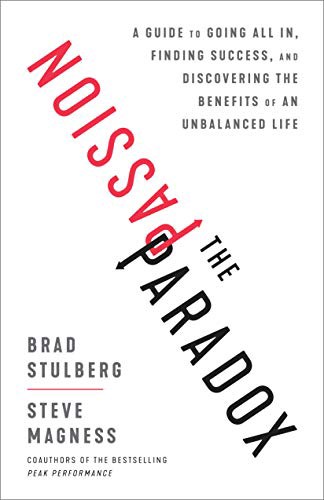 A GUIDE TO GOING ALL IN,
FINDING SUCCESS, AND
DISCOVERING THE
BENEFITS OF AN
UNBALANCED LIFE
THE
PASSION
PARADOX
BRAD
STULBERG
STEVE
MAGNESS
COAUTHORS OF THE BESTSELLING
PEAK PERFORMANCE